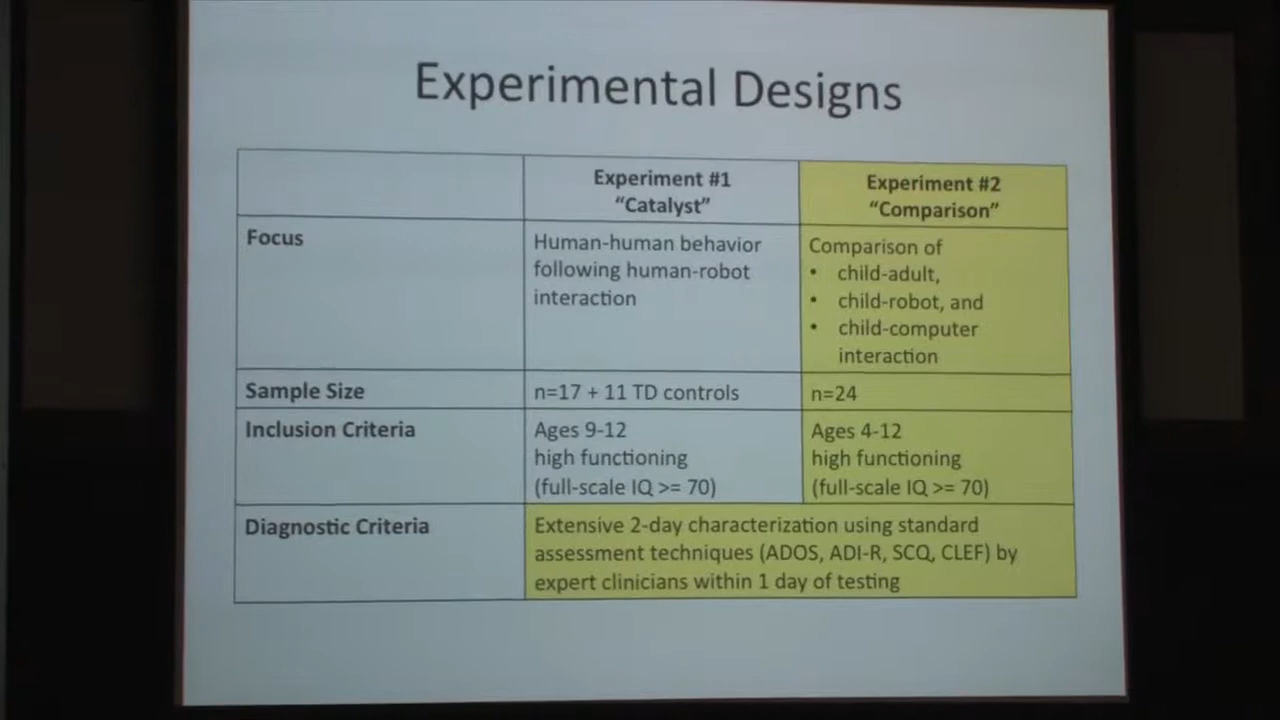 Experimental Designs
Experiment #1
“Catalyst”
Experiment #2
“Comparison”
Focus
Human-human behavior
following human-robot
interaction
Comparison of
• child-adult,
• child-robot, and
• child-computer
interaction
Sample Size
n=17 + 11 TD controls
n=24
Inclusion Criteria
Ages 9-12
high functioning
(full-scale IQ >= 70)
Ages 4-12
high functioning
(full-scale IQ >= 70)
Diagnostic Criteria
Extensive 2-day characterization using standard
assessment techniques (ADOS, ADI-R, SCQ, CLEF) by
expert clinicians within 1 day of testing